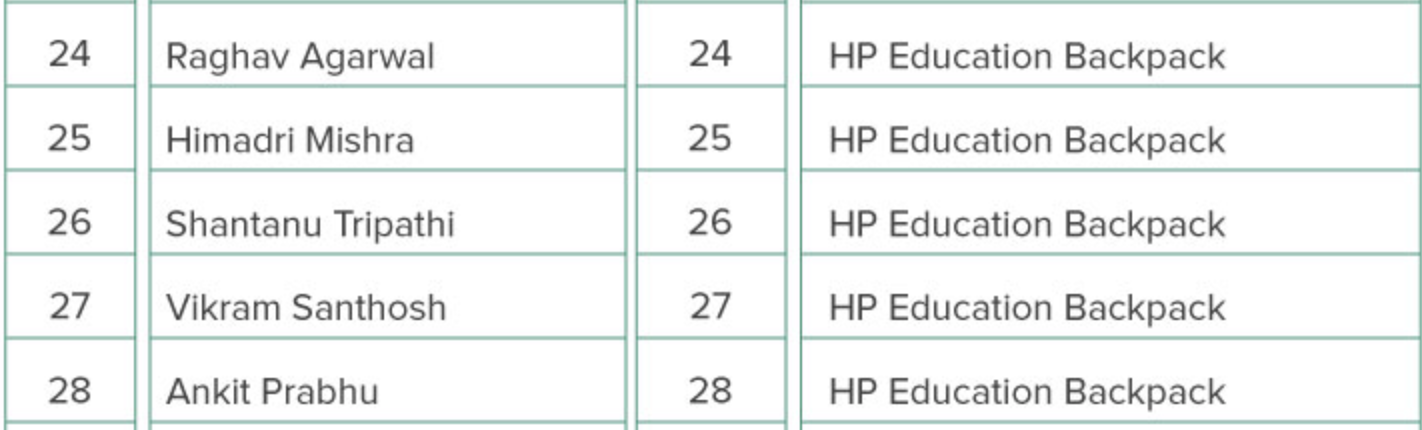 24 Raghav Agarwal 24 HP Education Backpack
25 Himadri Mishra 25 HP Education Backpack
26 Shantanu Tripathi 26 HP Education Backpack
27 Vikram Santhosh 27 HP Education Backpack
28 Ankit Prabhu 28 HP Education Backpack